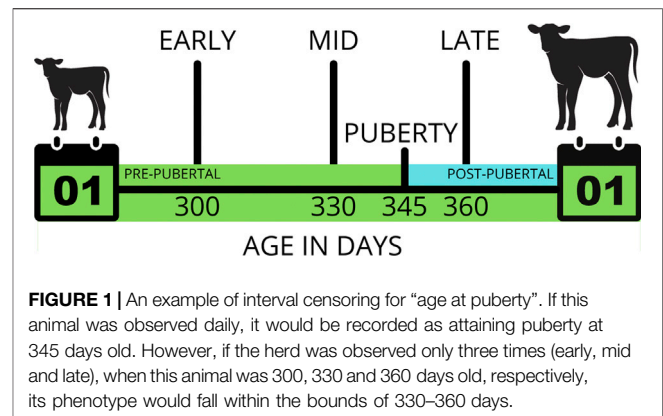 EARLY MID LATE
PUBERTY
PRE-PUBERTAL POST-PUBERTAL
01 01
300 330 345 360
AGE IN DAYS
FIGURE 1 | An example of interval censoring for “age at puberty”. If this
animal was observed daily, it would be recorded as attaining puberty at
345 days old. However, if the herd was observed only three times (early, mid
and late), when this animal was 300, 330 and 360 days old, respectively,
its phenotype would fall within the bounds of 330–360 days.